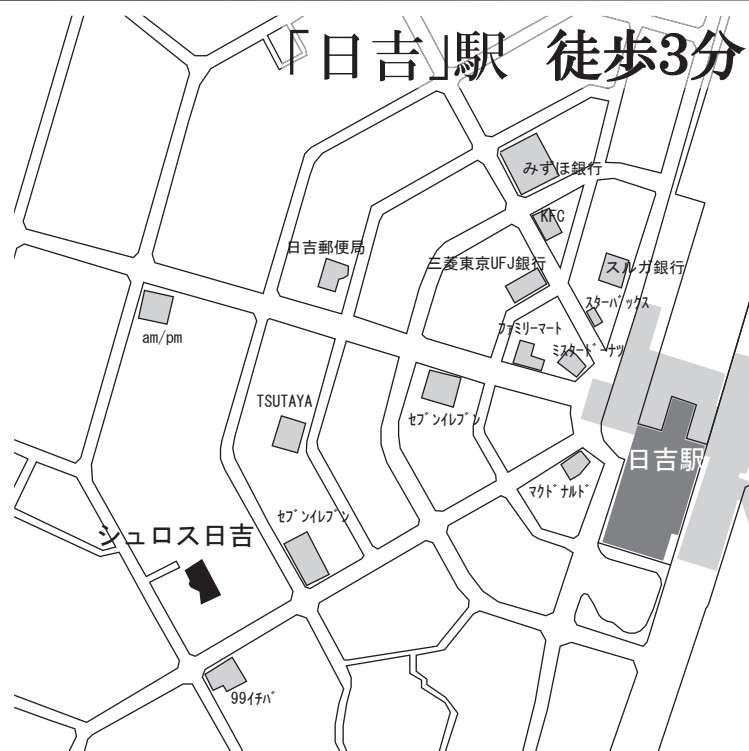 「日吉」駅 徒歩3分
みずほ銀行
KFC
日吉郵便局
三菱東京UFJ銀行
スルガ銀行
スターバックス
ファミリーマート
ミスタードーナツ
am/pm
TSUTAYA
セブンイレブン
日吉駅
マクドナルド
セブンイレブン
シュロス日吉
99イチバ